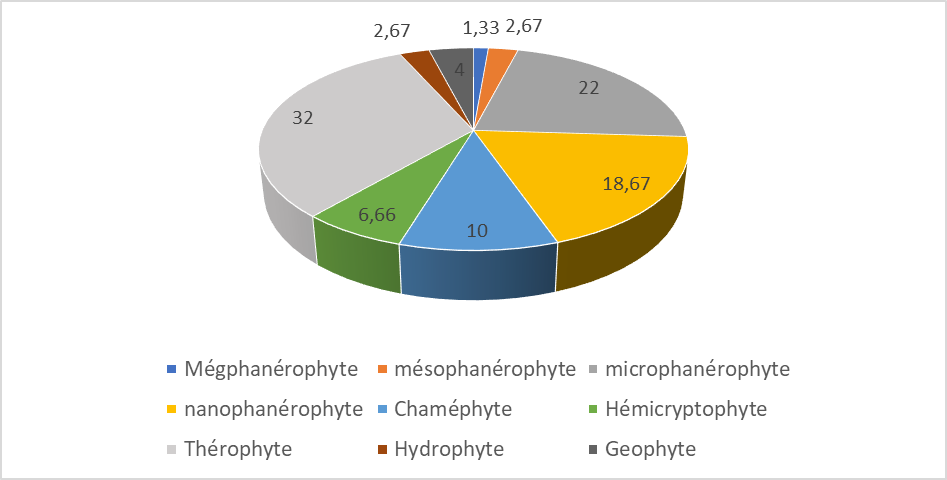 2,67 1,33 2,67
4
22
32
18,67
6,66
10
Mégphanérophyte mésophanérophyte microphanérophyte
nanophanérophyte Chaméphyte Hémicryptophyte
Thérophyte Hydrophyte Geophyte